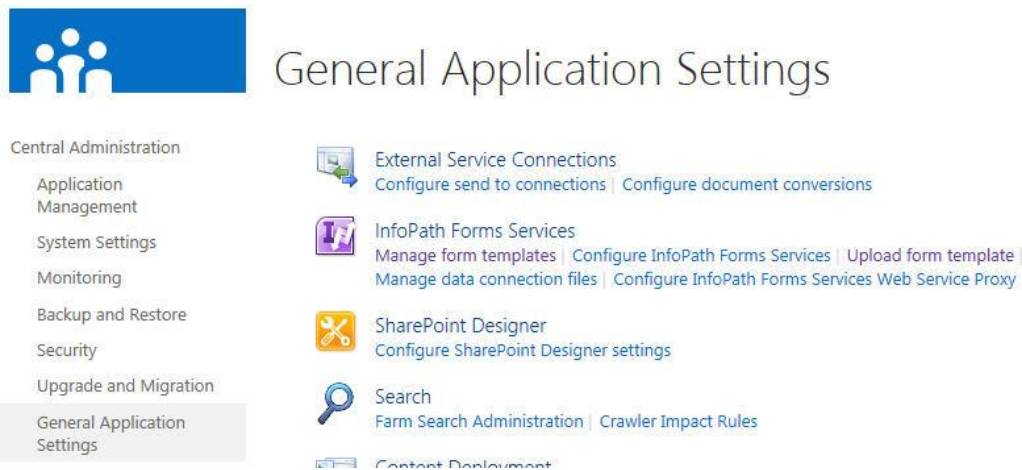 General Application Settings
Central Administration
Application
Management
System Settings
Monitoring
Backup and Restore
Security
Upgrade and Migration
General Application
Settings
External Service Connections
Configure send to connections | Configure document conversions
InfoPath Forms Services
Manage form templates | Configure InfoPath Forms Services | Upload form template |
Manage data connection files | Configure InfoPath Forms Services Web Service Proxy
SharePoint Designer
Configure SharePoint Designer settings
Search
Farm Search Administration | Crawler Impact Rules
Content Deployment